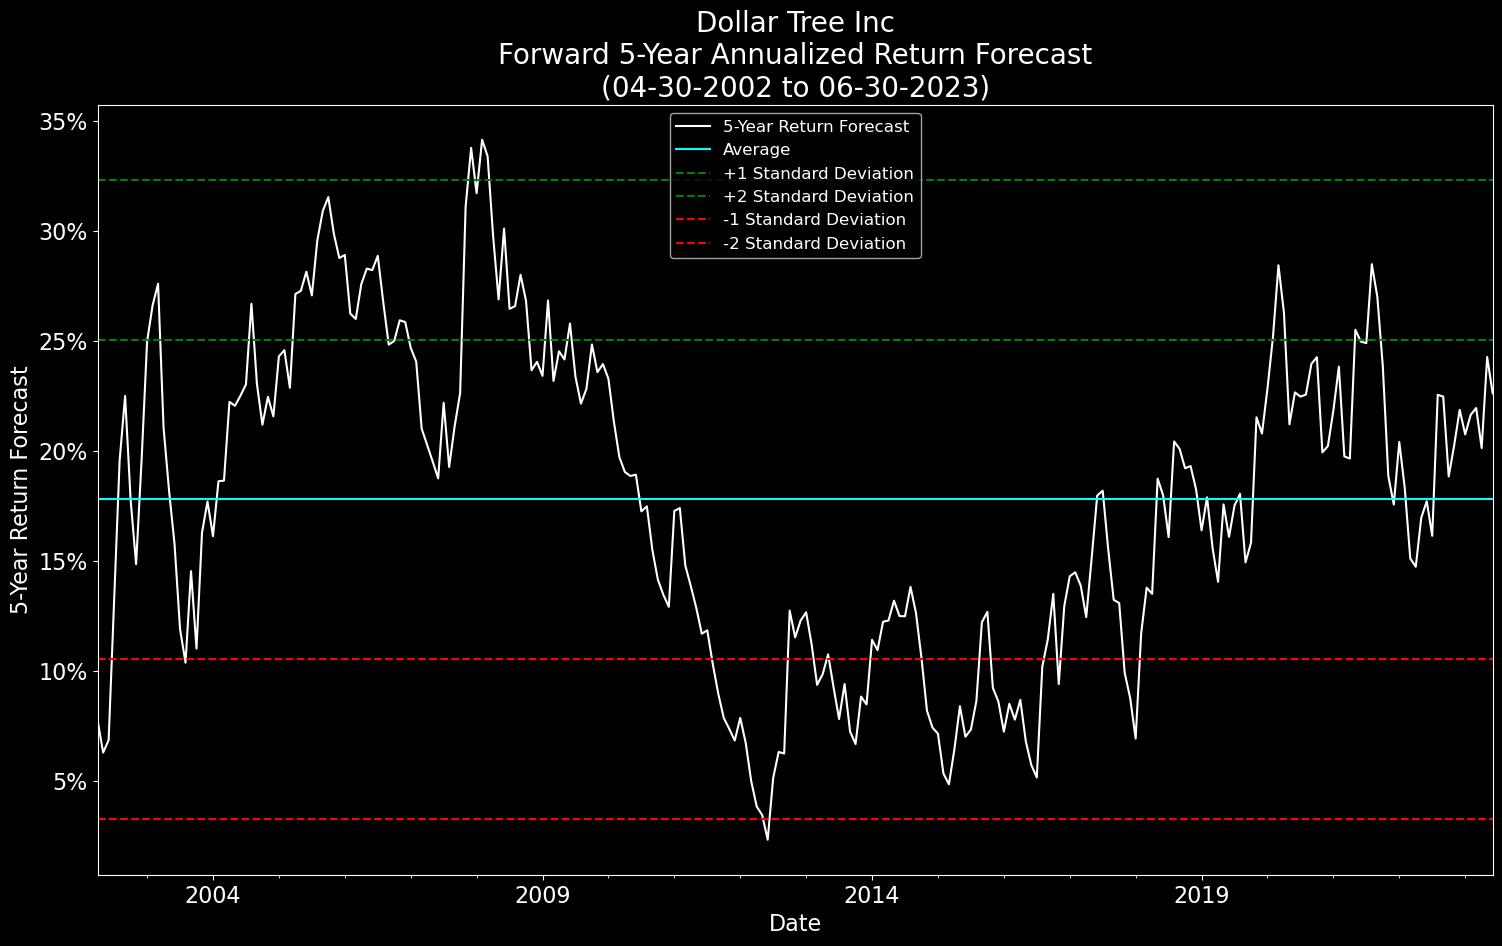 Dollar Tree Inc
Forward 5-Year Annualized Return Forecast
(04-30-2002 to 06-30-2023)
5-Year Return Forecast
Average
+1 Standard Deviation
+2 Standard Deviation
-1 Standard Deviation
-2 Standard Deviation
35%
30%
25%
20%
15%
10%
5%
5-Year Return Forecast
2004 2009 2014 2019
Date